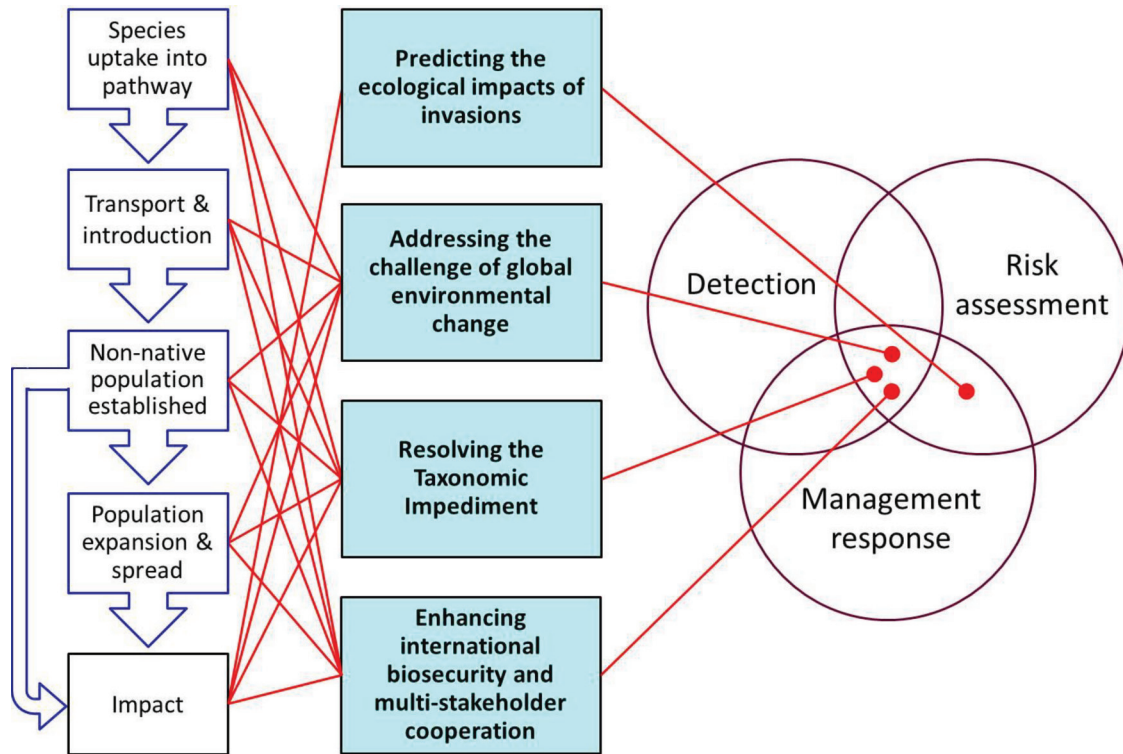 Species
uptake into
pathway
Transport &
introduction
Non-native
population
established
Population
expansion &
spread
Impact
Predicting the
ecological impacts of
invasions
Addressing the
challenge of global
environmental
change
Resolving the
Taxonomic
Impediment
Enhancing
international
biosecurity and
multi-stakeholder
cooperation
Detection
Risk
assessment
Management
response